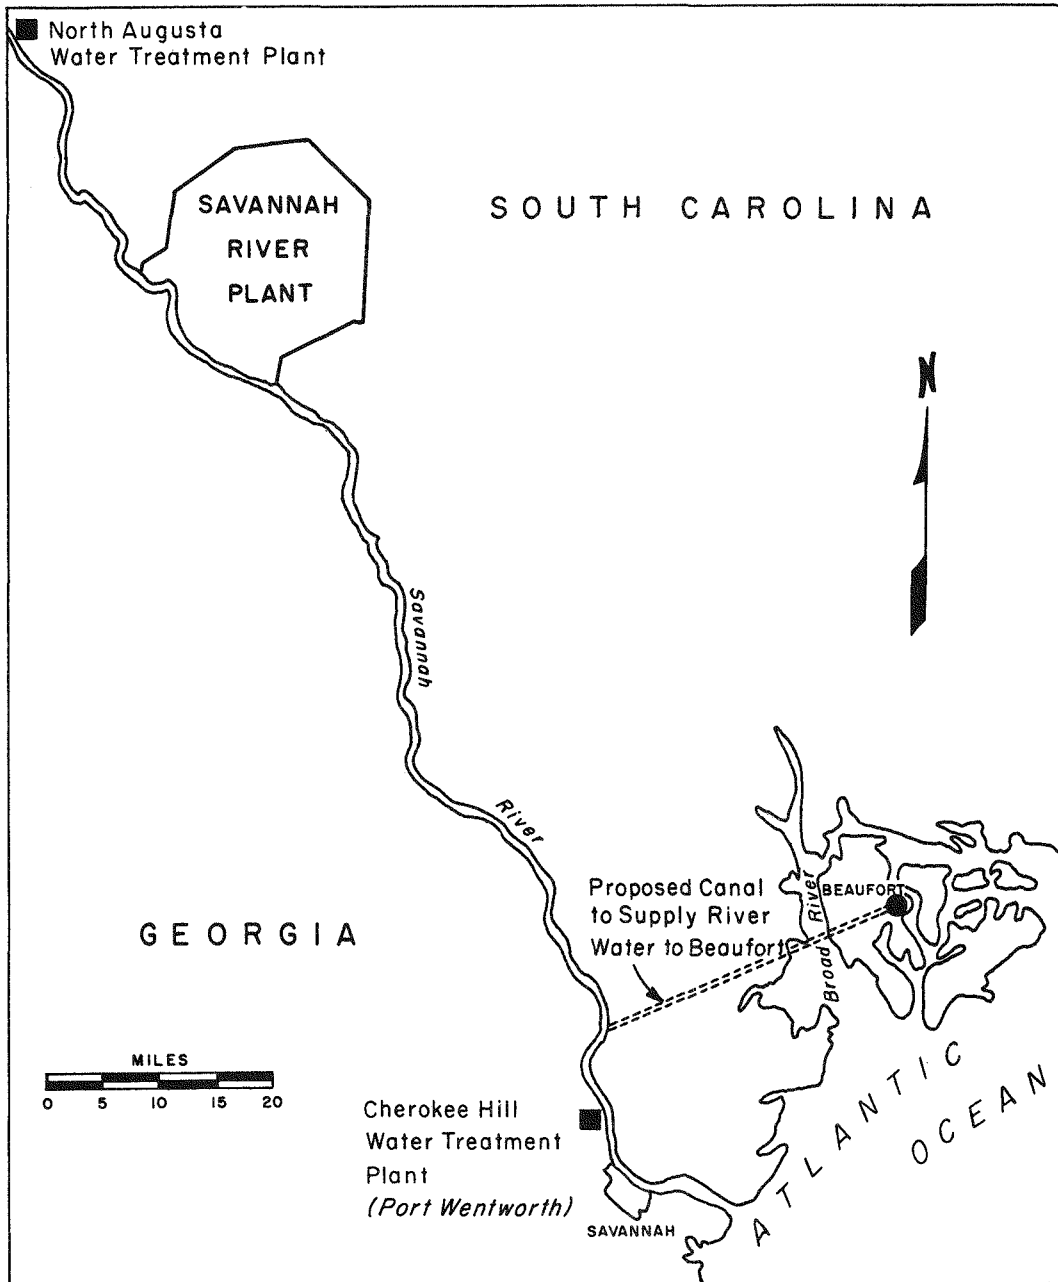 North Augusta
Water Treatment Plant
SAVANNAH
RIVER
PLANT
SOUTH CAROLINA
N
Savannah
River
Proposed Canal
to Supply River
Water to Beaufort
BEAUFORT
Broad River
GEORGIA
MILES
0 5 10 15 20
Cherokee Hill
Water Treatment
Plant
(Port Wentworth)
SAVANNAH
ATLANTIC
OCEAN